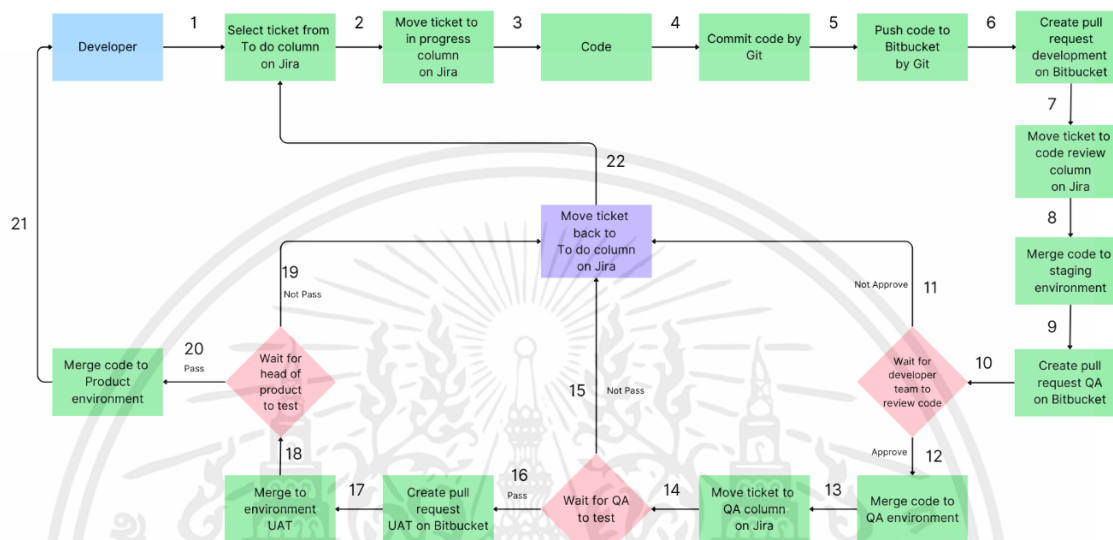 1
2
3
4
5
6
Developer
Select ticket from
To do column
on Jira
Move ticket to
in progress
column
on Jira
Code
Commit code by
Git
Push code to
Bitbucket
by Git
Create pull
request
development
on Bitbucket
7
Move ticket to
code review
column
on Jira
22
21
Move ticket
back to
To do column
on Jira
8
Merge code to
staging
environment
19
Not Pass
Not Approve
11
9
20
Pass
Merge code to
Product
environment
Wait for
head of
product
to test
15
Not Pass
Wait for
developer
team to
review code
10
Create pull
request QA
on Bitbucket
18
16
Pass
Approve
12
Merge to
environment
UAT
17
Create pull
request
UAT on Bitbucket
Wait for QA
to test
14
Move ticket to
QA column
on Jira
13
Merge code to
QA environment